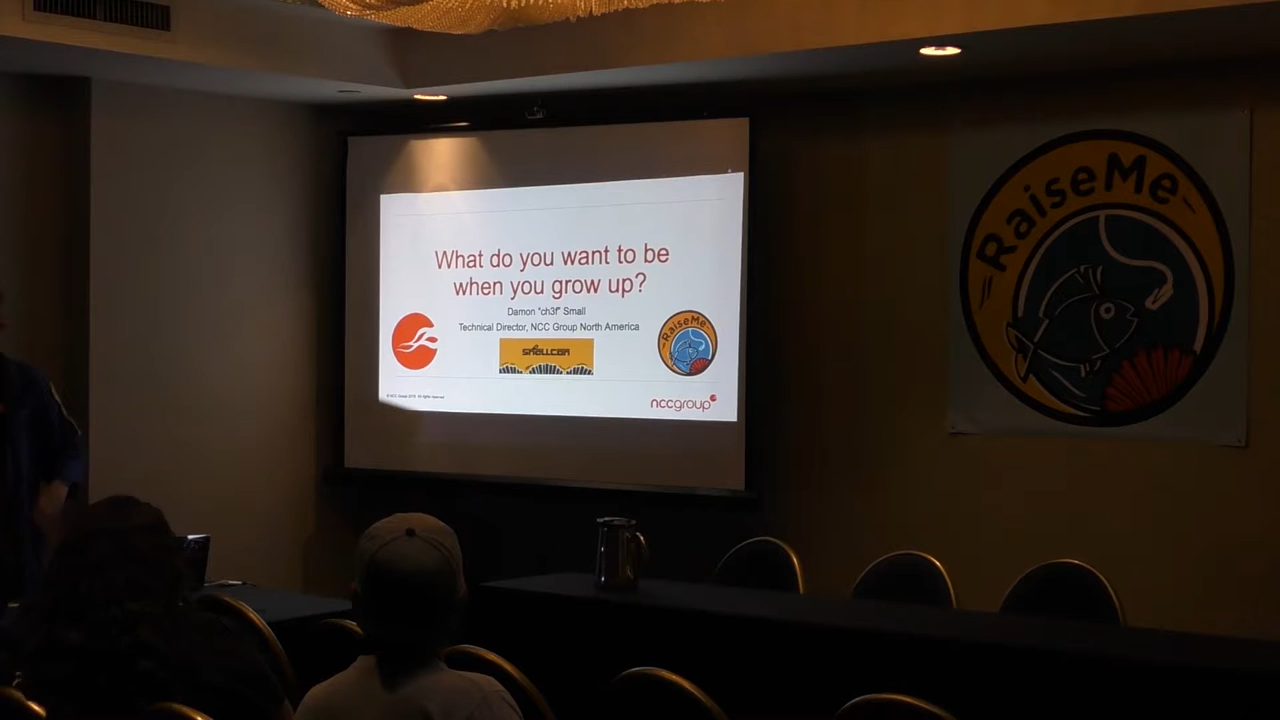 What do you want to be
when you grow up?
Damon "ch3f" Small
Technical Director, NCC Group North America
RaiseMe
SHELLCON
nccgroup
RaiseMe